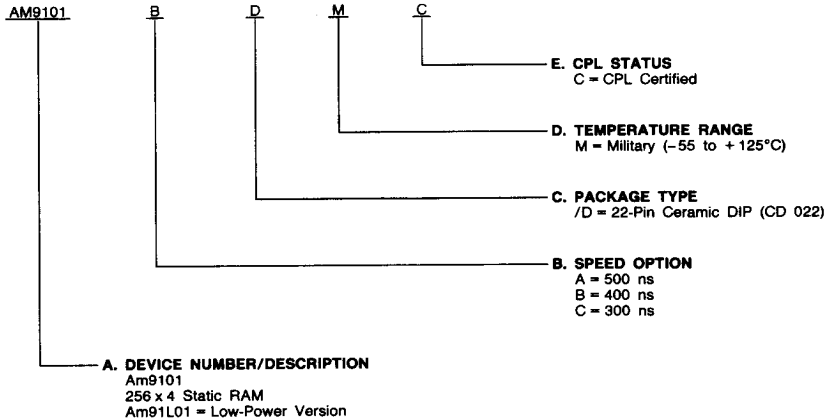 AM9101 B D M C
E. CPL STATUS
C = CPL Certified
D. TEMPERATURE RANGE
M = Military (-55 to +125°C)
C. PACKAGE TYPE
/D = 22-Pin Ceramic DIP (CD 022)
B. SPEED OPTION
A = 500 ns
B = 400 ns
C = 300 ns
A. DEVICE NUMBER/DESCRIPTION
Am9101
256 x 4 Static RAM
Am91L01 = Low-Power Version